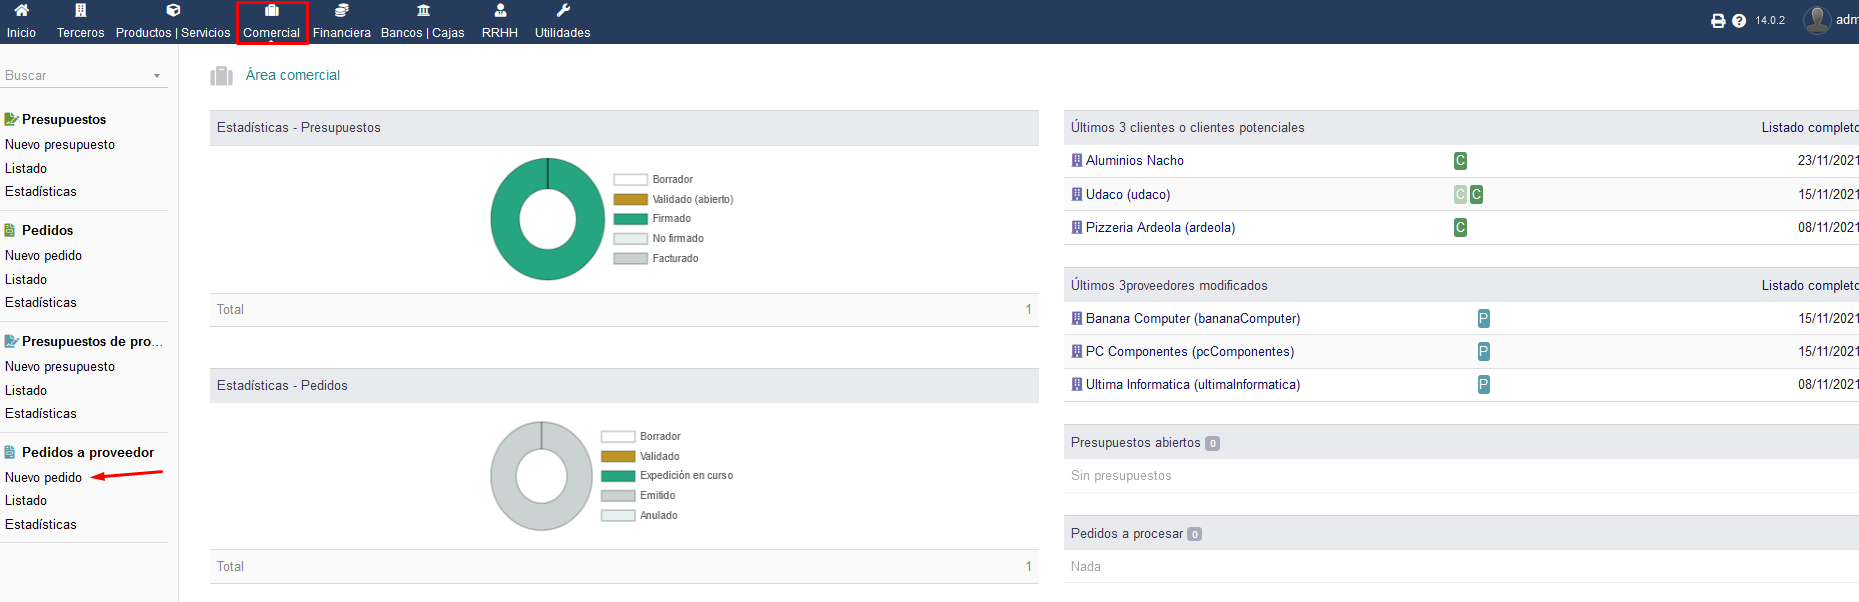 Inicio Terceros Productos | Servicios Comercial Financiera Bancos | Cajas RRHH Utilidades 14.0.2 adm
Buscar
Presupuestos
Nuevo presupuesto
Listado
Estadísticas
Pedidos
Nuevo pedido
Listado
Estadísticas
Presupuestos de pro...
Nuevo presupuesto
Listado
Estadísticas
Pedidos a proveedor
Nuevo pedido
Listado
Estadísticas
Área comercial
Estadísticas - Presupuestos
Borrador
Validado (abierto)
Firmado
No firmado
Facturado
Total 1
Estadísticas - Pedidos
Borrador
Validado
Expedición en curso
Emitido
Anulado
Total 1
Últimos 3 clientes o clientes potenciales Listado completo
Aluminios Nacho C 23/11/2021
Udaco (udaco) C C 15/11/2021
Pizzeria Ardeola (ardeola) C 08/11/2021
Últimos 3proveedores modificados Listado completo
Banana Computer (bananaComputer) P 15/11/2021
PC Componentes (pcComponentes) P 15/11/2021
Ultima Informatica (ultimaInformatica) P 08/11/2021
Presupuestos abiertos 0
Sin presupuestos
Pedidos a procesar 0
Nada